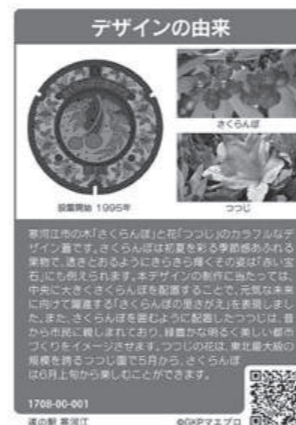 デザインの由来
さくらんぼ
設置開始 1995年
つつじ
寒河江市の木「さくらんぼ」と花「つつじ」のカラフルなデ
ザイン蓋です。さくらんぼは初夏を彩る季節感あふれる
果物で、透きとおるようにきらきら輝くその姿は「赤い宝
石」にも例えられます。本デザインの制作に当たっては、
中央に大きくさくらんぼを配置することで、元気な未来
に向けて躍進する「さくらんぼの里さがえ」を表現しまし
た。また、さくらんぼを囲むように配置したつつじは、昔
から市民に親しまれており、緑豊かな明るく美しい都市
づくりをイメージさせます。つつじの花は、東北最大級の
規模を誇るつつじ園で5月から、さくらんぼ
は6月上旬から楽しむことができます。
1708-00-001
道の駅 寒河江
©GKPマエプロ